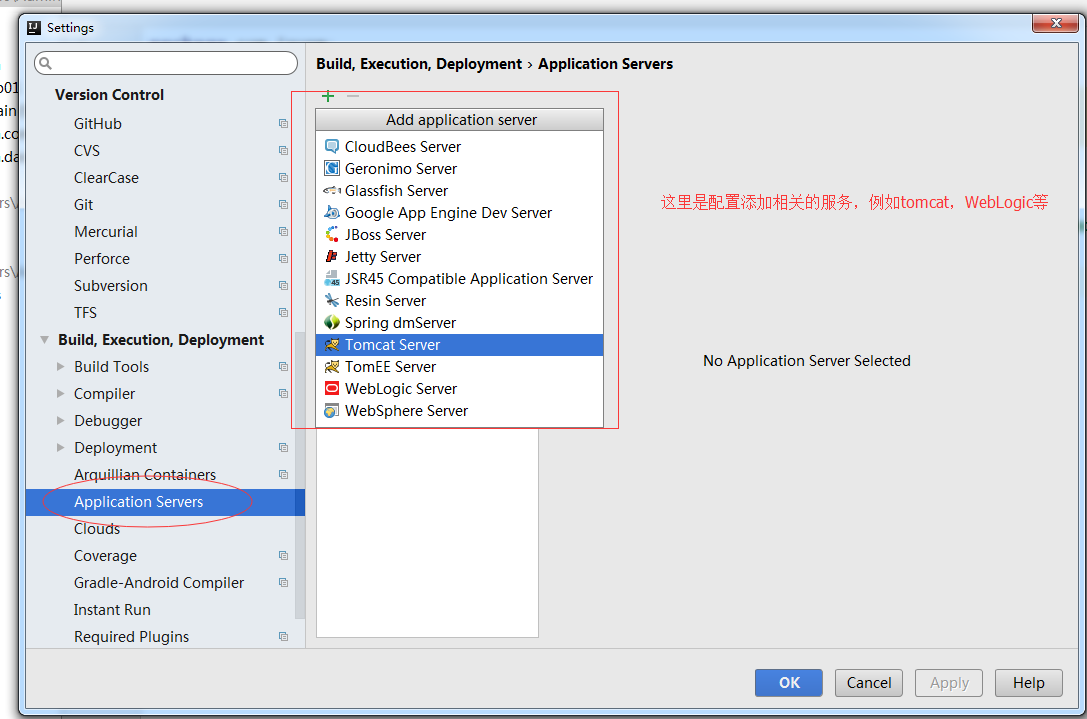 Settings
Version Control
GitHub
CVS
ClearCase
Git
Mercurial
Perforce
Subversion
TFS
Build, Execution, Deployment
Build Tools
Compiler
Debugger
Deployment
Arquillian Containers
Application Servers
Clouds
Coverage
Gradle-Android Compiler
Instant Run
Required Plugins
Build, Execution, Deployment › Application Servers
Add application server
CloudBees Server
Geronimo Server
Glassfish Server
Google App Engine Dev Server
JBoss Server
Jetty Server
JSR45 Compatible Application Server
Resin Server
Spring dmServer
Tomcat Server
TomEE Server
WebLogic Server
WebSphere Server
这里是配置添加相关的服务，例如tomcat，WebLogic等
No Application Server Selected
OK
Cancel
Apply
Help